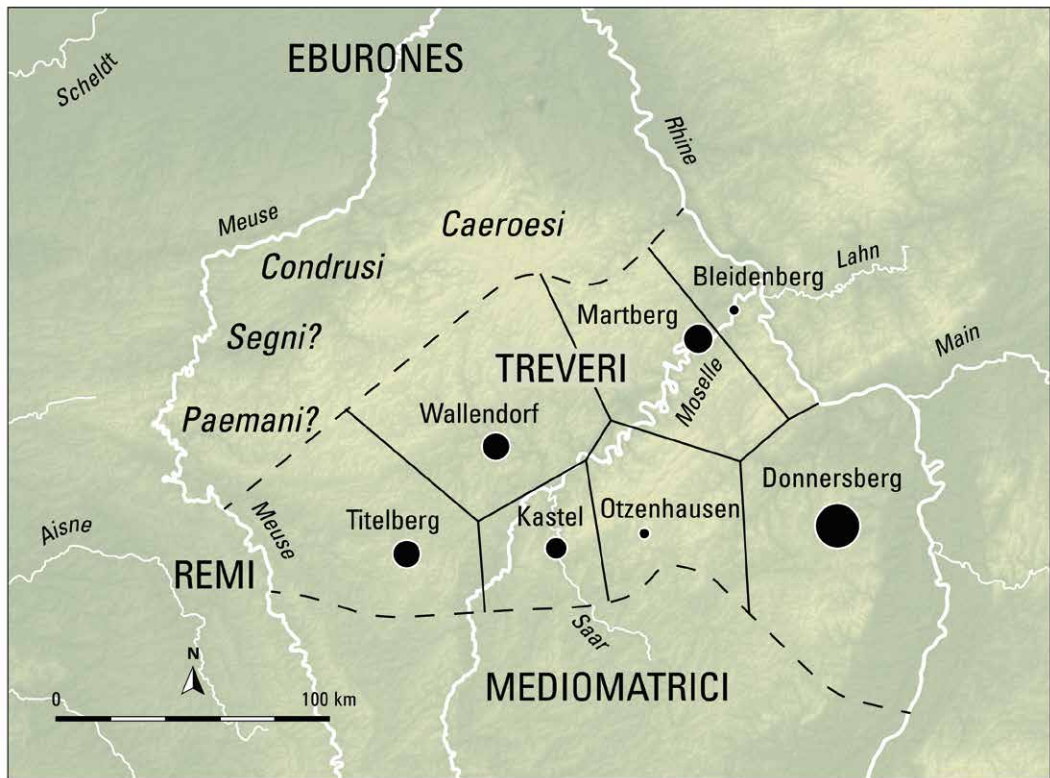 EBURONES
Scheldt
Rhine
Meuse
Caeroesi
Condrusi
Lahn
Bleidenberg
Martberg
Segni?
Main
TREVERI
Moselle
Paemani?
Wallendorf
Donnersberg
Meuse
Titelberg
Kastel
Otzenhausen
Aisne
REMI
Saar
N
MEDIOMATRICI
0
100 km